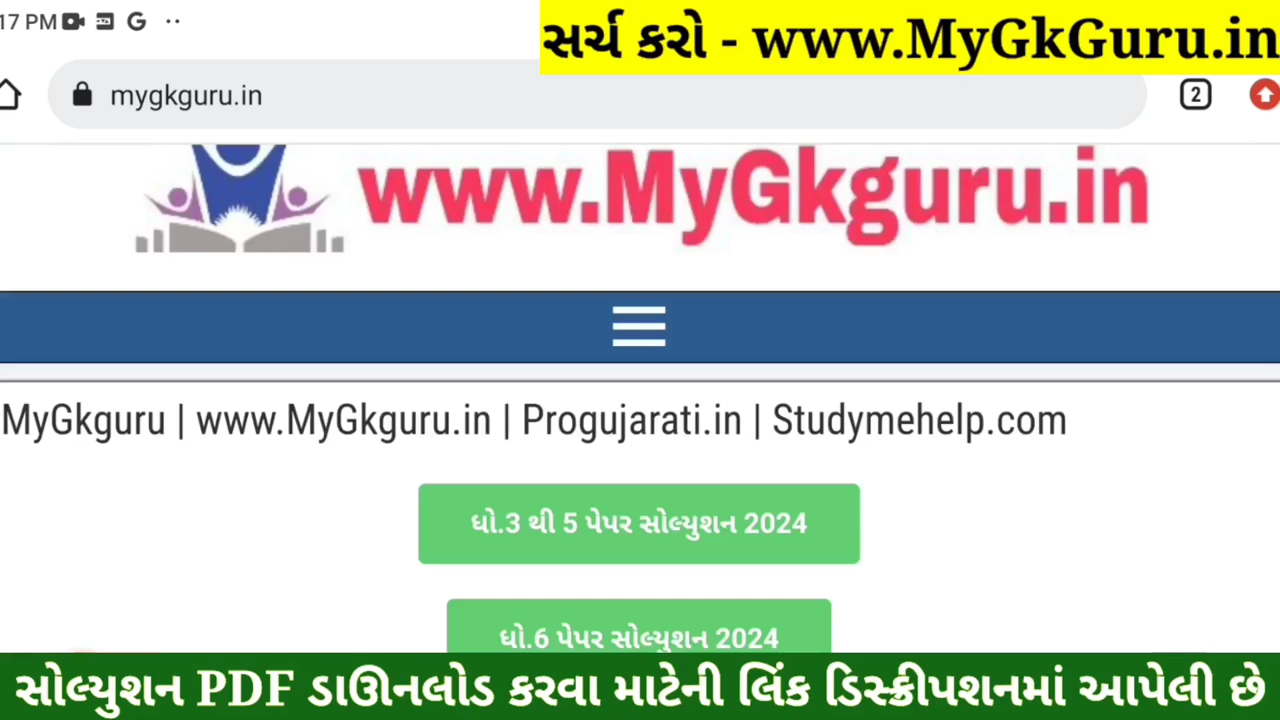 17 PM
સર્ચ કરો - www.MyGkGuru.in
mygkguru.in
2
www.MyGkguru.in
MyGkguru | www.MyGkguru.in | Progujarati.in | Studymehelp.com
ધો.3 થી 5 પેપર સોલ્યુશન 2024
ધો.6 પેપર સોલ્યુશન 2024
સોલ્યુશન PDF ડાઊનલોડ કરવા માટેની લિંક ડિસ્ક્રીપશનમાં આપેલી છે